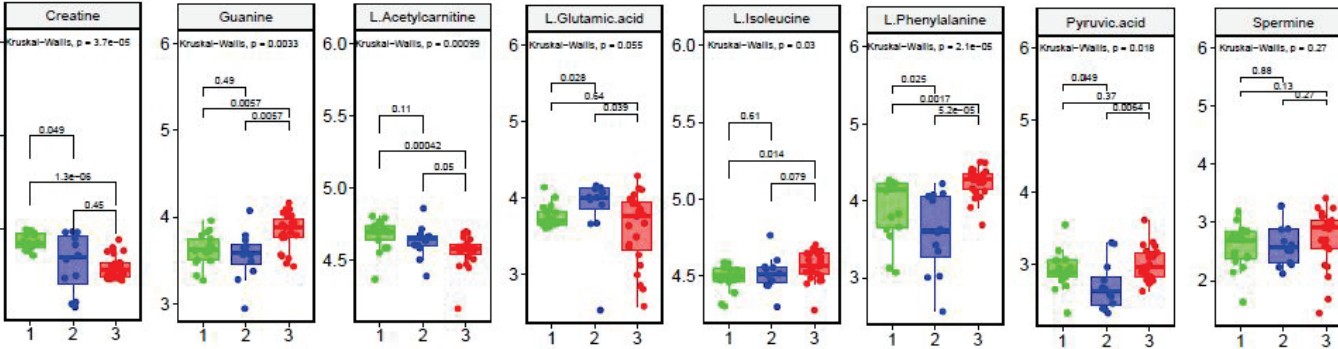 Creatine
Kruskal-Wallis, p = 3.7e-05
0.049
1.3e-06
0.45
1 2 3
Guanine
Kruskal-Wallis, p = 0.0033
6
5
4
3
0.49
0.0057
0.0057
1 2 3
L.Acetylcarnitine
Kruskal-Wallis, p = 0.00099
6.0
5.5
5.0
4.5
0.11
0.00042
0.05
1 2 3
L.Glutamic.acid
Kruskal-Wallis, p = 0.055
6
5
4
3
0.028
0.64
0.039
1 2 3
L.Isoleucine
Kruskal-Wallis, p = 0.03
6.0
5.5
5.0
4.5
0.61
0.014
0.079
1 2 3
L.Phenylalanine
Kruskal-Wallis, p = 2.1e-05
6
5
4
3
0.025
0.0017
5.2e-05
1 2 3
Pyruvic.acid
Kruskal-Wallis, p = 0.018
6
5
4
3
0.049
0.37
0.0064
1 2 3
Spermine
Kruskal-Wallis, p = 0.27
6
5
4
3
2
0.88
0.13
0.27
1 2 3